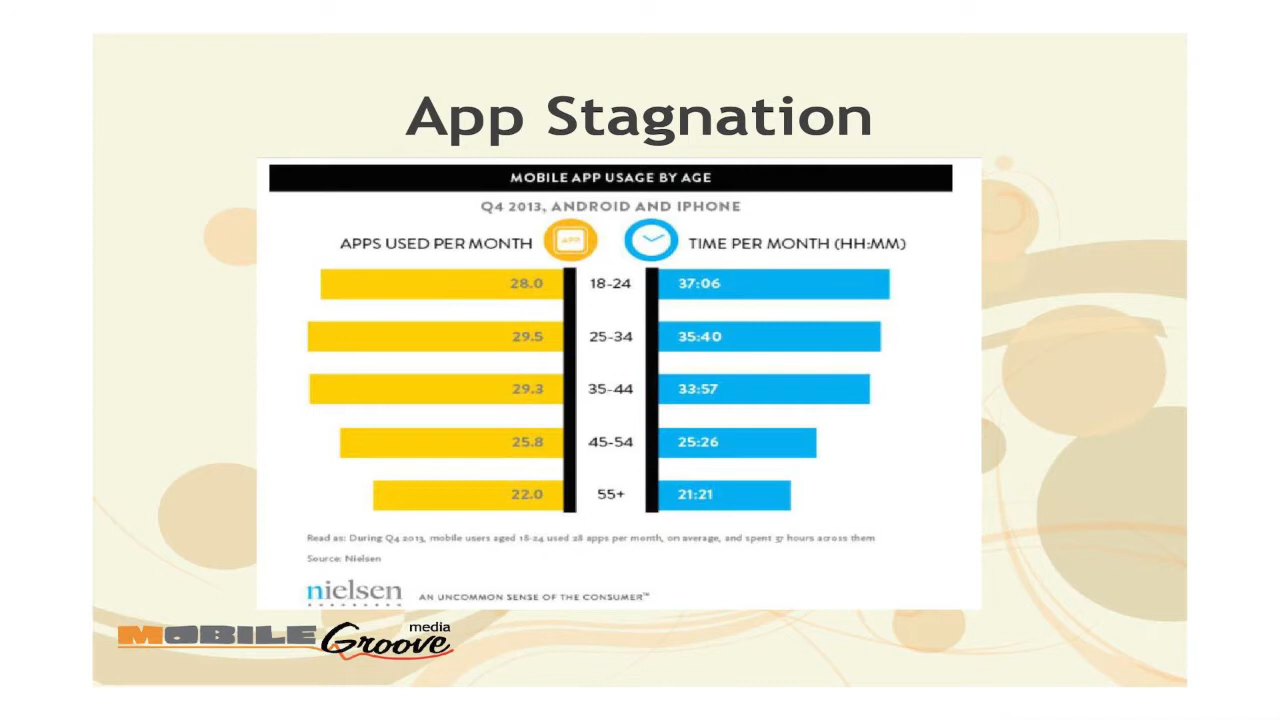 App Stagnation
MOBILE APP USAGE BY AGE
Q4 2013, ANDROID AND IPHONE
APPS USED PER MONTH APP TIME PER MONTH (HH:MM)
28.0 18-24 37:06
29.5 25-34 35:40
29.3 35-44 33:57
25.8 45-54 25:26
22.0 55+ 21:21
Read as: During Q4 2013, mobile users aged 18-24 used 28 apps per month, on average, and spent 37 hours across them
Source: Nielsen
nielsen AN UNCOMMON SENSE OF THE CONSUMER™
MOBILE Groove media